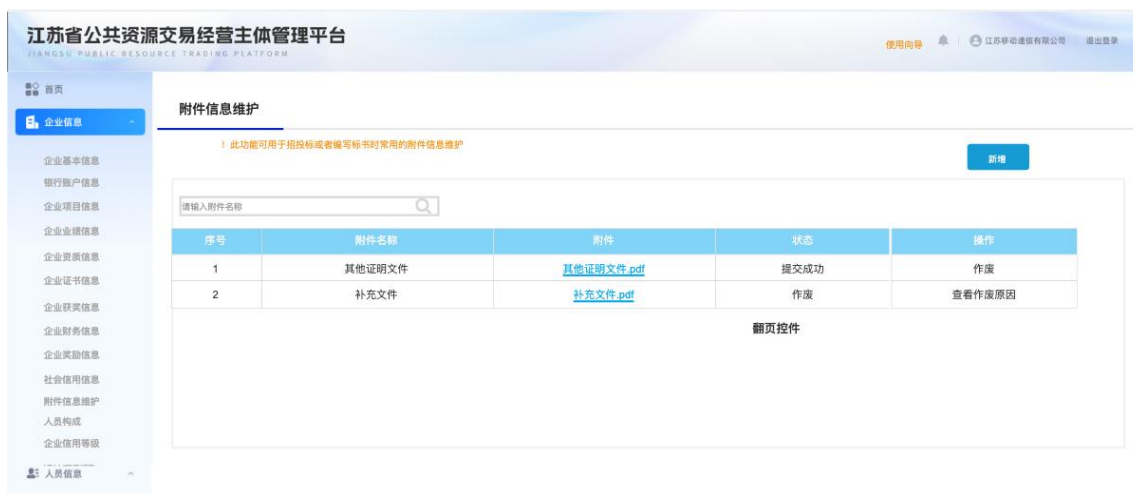 江苏省公共资源交易经营主体管理平台
JIANGSU PUBLIC RESOURCE TRADING PLATFORM
使用向导 江苏移动通信有限公司 退出登录
首页
企业信息
企业基本信息
银行账户信息
企业项目信息
企业业绩信息
企业资质信息
企业证书信息
企业获奖信息
企业财务信息
企业奖励信息
社会信用信息
附件信息维护
人员构成
企业信用等级
人员信息
附件信息维护
！此功能可用于招投标或者编写标书时常用的附件信息维护
新增
请输入附件名称
序号 附件名称 附件 状态 操作
1 其他证明文件 其他证明文件.pdf 提交成功 作废
2 补充文件 补充文件.pdf 作废 查看作废原因
翻页控件